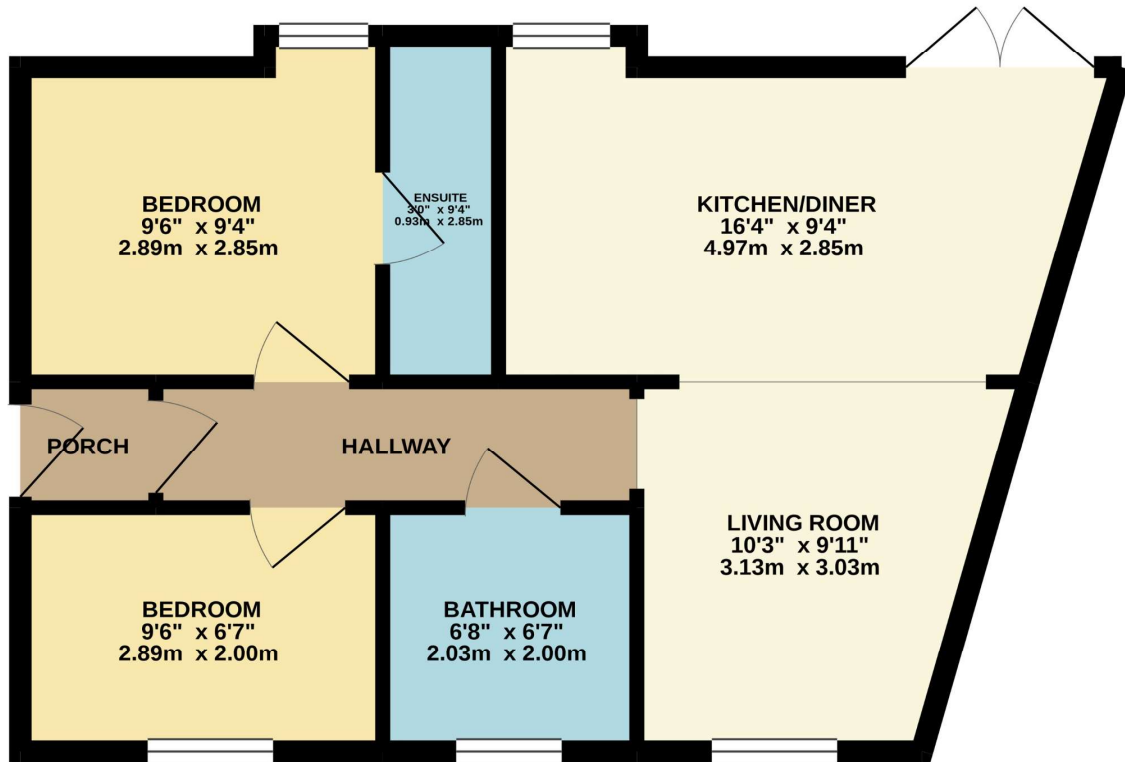 BEDROOM
9'6" x 9'4"
2.89m x 2.85m
ENSUITE
3'0" x 9'4"
0.93m x 2.85m
KITCHEN/DINER
16'4" x 9'4"
4.97m x 2.85m
PORCH
HALLWAY
LIVING ROOM
10'3" x 9'11"
3.13m x 3.03m
BEDROOM
9'6" x 6'7"
2.89m x 2.00m
BATHROOM
6'8" x 6'7"
2.03m x 2.00m